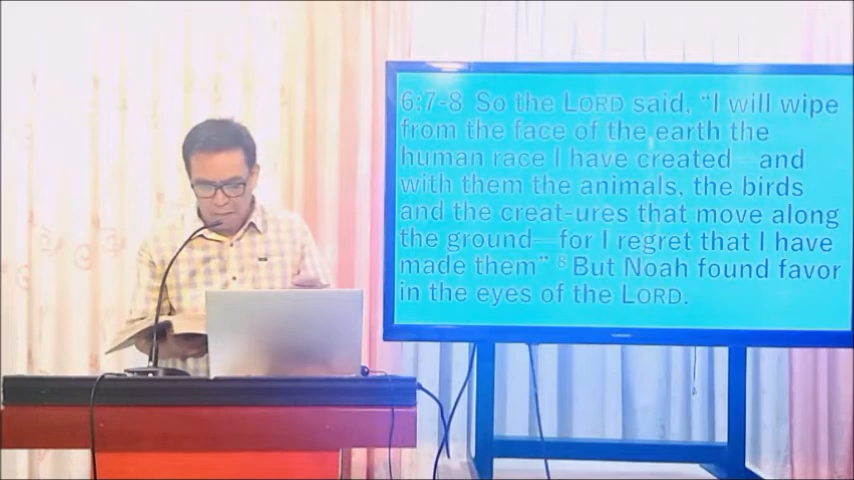 6:7-8 So the LORD said, “I will wipe
from the face of the earth the
human race I have created—and
with them the animals, the birds
and the creat-ures that move along
the ground—for I regret that I have
made them” 8 But Noah found favor
in the eyes of the LORD.